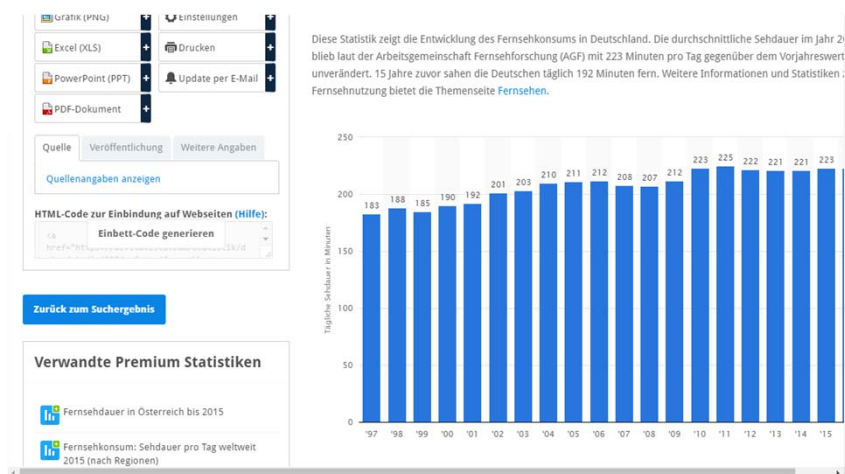 Grafik (PNG)
Einstellungen
Excel (XLS)
Drucken
PowerPoint (PPT)
Update per E-Mail
PDF-Dokument
Quelle
Veröffentlichung
Weitere Angaben
Quellenangaben anzeigen
HTML-Code zur Einbindung auf Webseiten (Hilfe):
<a
Einbett-Code generieren
Zurück zum Suchergebnis
Verwandte Premium Statistiken
Fernsehdauer in Österreich bis 2015
Fernsehkonsum: Sehdauer pro Tag weltweit
2015 (nach Regionen)
Diese Statistik zeigt die Entwicklung des Fernsehkonsums in Deutschland. Die durchschnittliche Sehdauer im Jahr
blieb laut der Arbeitsgemeinschaft Fernsehforschung (AGF) mit 223 Minuten pro Tag gegenüber dem Vorjahreswert
unverändert. 15 Jahre zuvor sahen die Deutschen täglich 192 Minuten fern. Weitere Informationen und Statistiken
Fernsehnutzung bietet die Themenseite Fernsehen.
Tägliche Sehdauer in Minuten
250
200
150
100
50
0
183 188 185 190 192 201 203 210 211 212 208 207 212 223 225 222 221 221 223
'97 '98 '99 '00 '01 '02 '03 '04 '05 '06 '07 '08 '09 '10 '11 '12 '13 '14 '15